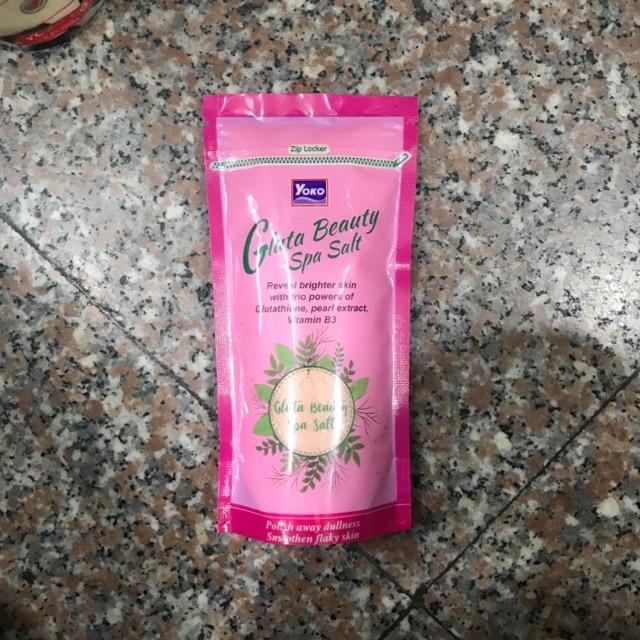 Zip Locker
YOKO
Gluta Beauty
Spa Salt
Reveal brighter skin
with trio powers of
Glutathione, pearl extract,
Vitamin B3
Gluta Beauty
Spa Salt
Polish away dullness
Smoothen flaky skin